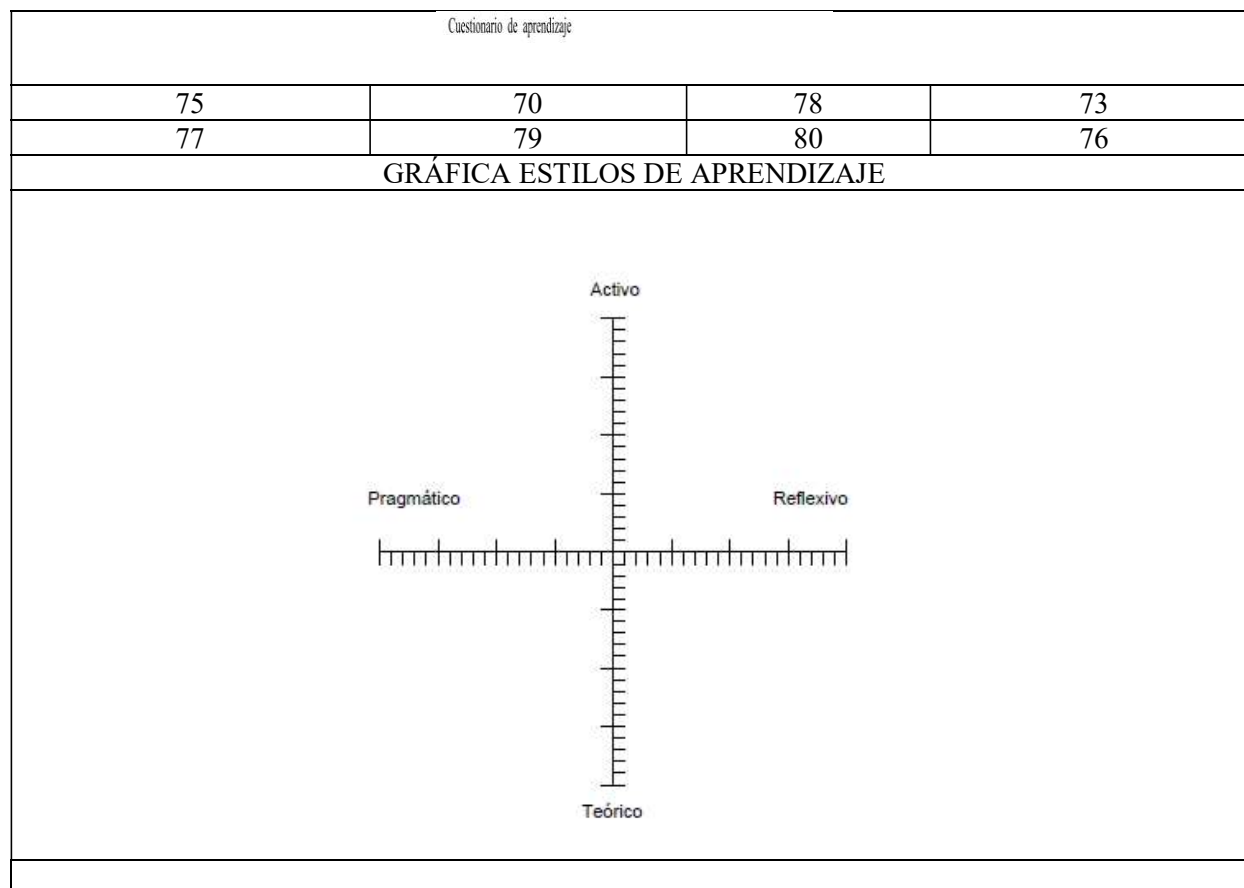 Cuestionario de aprendizaje
75 70 78 73
77 79 80 76
GRÁFICA ESTILOS DE APRENDIZAJE
Activo
Pragmático Reflexivo
Teórico